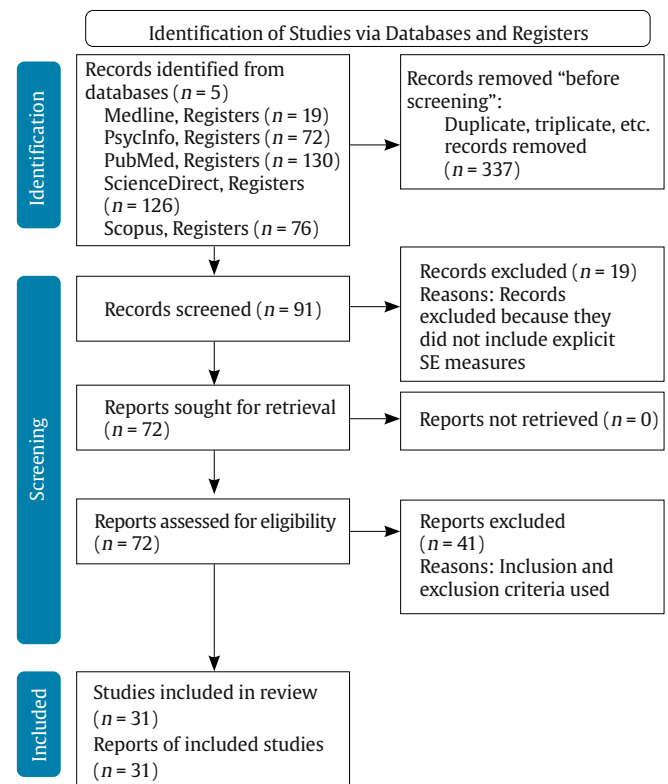 Identification of Studies via Databases and Registers
Identification
Records identified from
databases (n = 5)
Medline, Registers (n = 19)
PsycInfo, Registers (n = 72)
PubMed, Registers (n = 130)
ScienceDirect, Registers
(n = 126)
Scopus, Registers (n = 76)
Records removed “before
screening”:
Duplicate, triplicate, etc.
records removed
(n = 337)
Screening
Records screened (n = 91)
Records excluded (n = 19)
Reasons: Records
excluded because they
did not include explicit
SE measures
Reports sought for retrieval
(n = 72)
Reports not retrieved (n = 0)
Reports assessed for eligibility
(n = 72)
Reports excluded
(n = 41)
Reasons: Inclusion and
exclusion criteria used
Included
Studies included in review
(n = 31)
Reports of included studies
(n = 31)